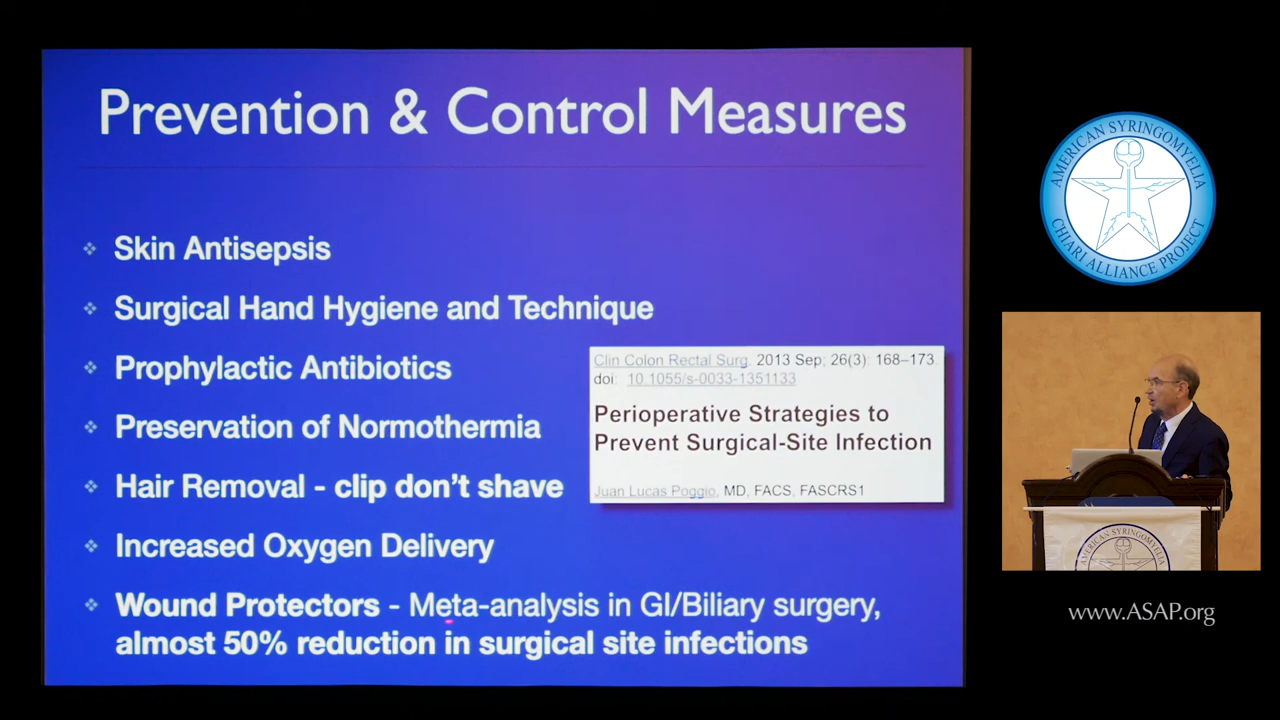 Prevention & Control Measures
Skin Antisepsis
Surgical Hand Hygiene and Technique
Prophylactic Antibiotics
Preservation of Normothermia
Hair Removal - clip don't shave
Increased Oxygen Delivery
Wound Protectors - Meta-analysis in GI/Biliary surgery,
almost 50% reduction in surgical site infections
Clin Colon Rectal Surg. 2013 Sep; 26(3): 168–173.
doi: 10.1055/s-0033-1351133
Perioperative Strategies to
Prevent Surgical-Site Infection
Juan Lucas Poggio, MD, FACS, FASCRS1
AMERICAN SYRINGOMYELIA
CHIARI ALLIANCE PROJECT
AMERICAN SYRINGOMYELIA
www.ASAP.org